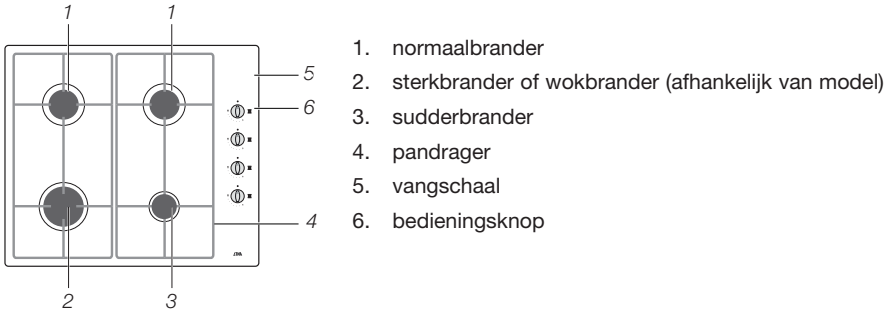 1 1
5
6
4
2 3
1. normaalbrander
2. sterkbrander of wokbrander (afhankelijk van model)
3. sudderbrander
4. pandrager
5. vangschaal
6. bedieningsknop